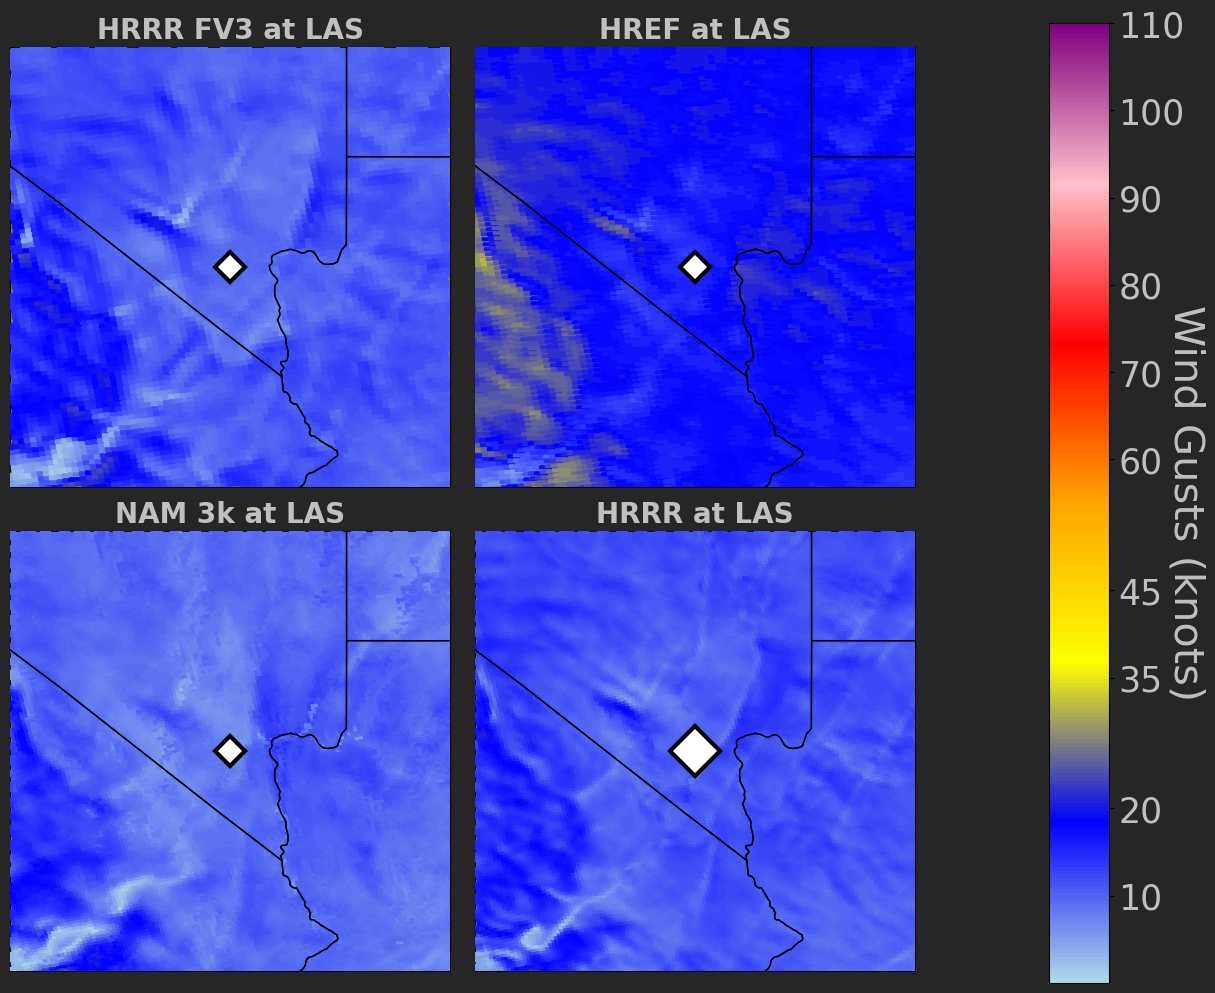 HRRR FV3 at LAS
HREF at LAS
NAM 3k at LAS
HRRR at LAS
110
100
90
80
70
60
45
35
20
10
Wind Gusts (knots)